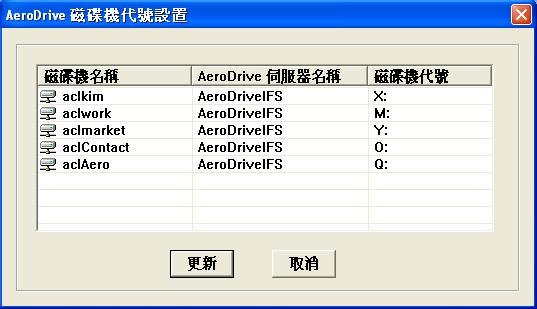 AeroDrive 磁碟機代號設置
磁碟機名稱 AeroDrive 伺服器名稱 磁碟機代號
aclkim AeroDriveIFS X:
aclwork AeroDriveIFS M:
aclmarket AeroDriveIFS Y:
aclContact AeroDriveIFS O:
aclAero AeroDriveIFS Q:
更新 取消